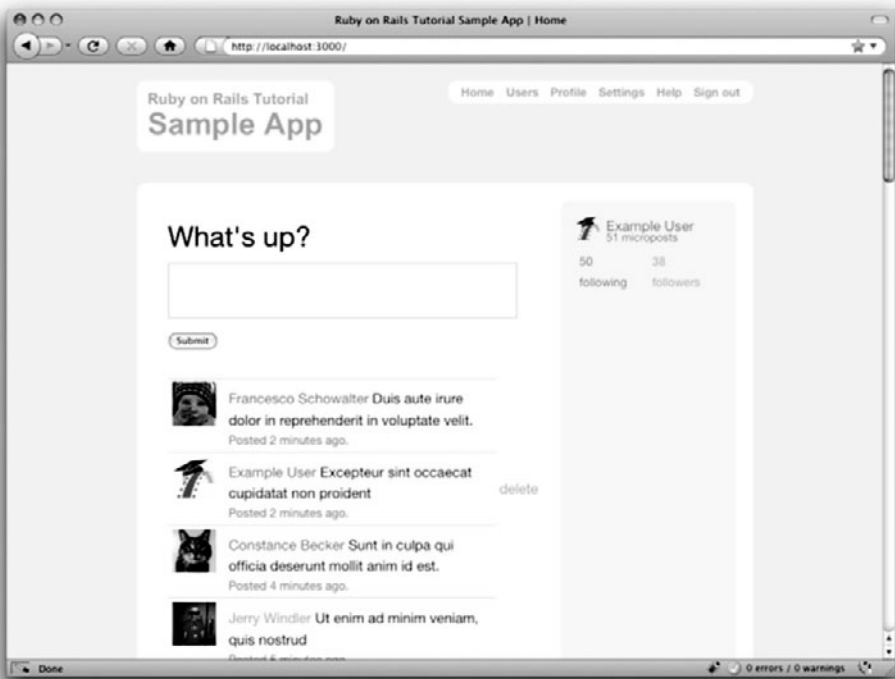 Ruby on Rails Tutorial Sample App | Home
http://localhost:3000/
Ruby on Rails Tutorial
Sample App
Home Users Profile Settings Help Sign out
What's up?
Submit
Francesco Schowalter Duis aute irure
dolor in reprehenderit in voluptate velit.
Posted 2 minutes ago.
Example User Excepteur sint occaecat
cupidatat non proident
Posted 2 minutes ago.
delete
Constance Becker Sunt in culpa qui
officia deserunt mollit anim id est.
Posted 4 minutes ago.
Jerry Windler Ut enim ad minim veniam,
quis nostrud
Posted 5 minutes ago.
Example User
51 microposts
50 38
following followers
Done
0 errors / 0 warnings